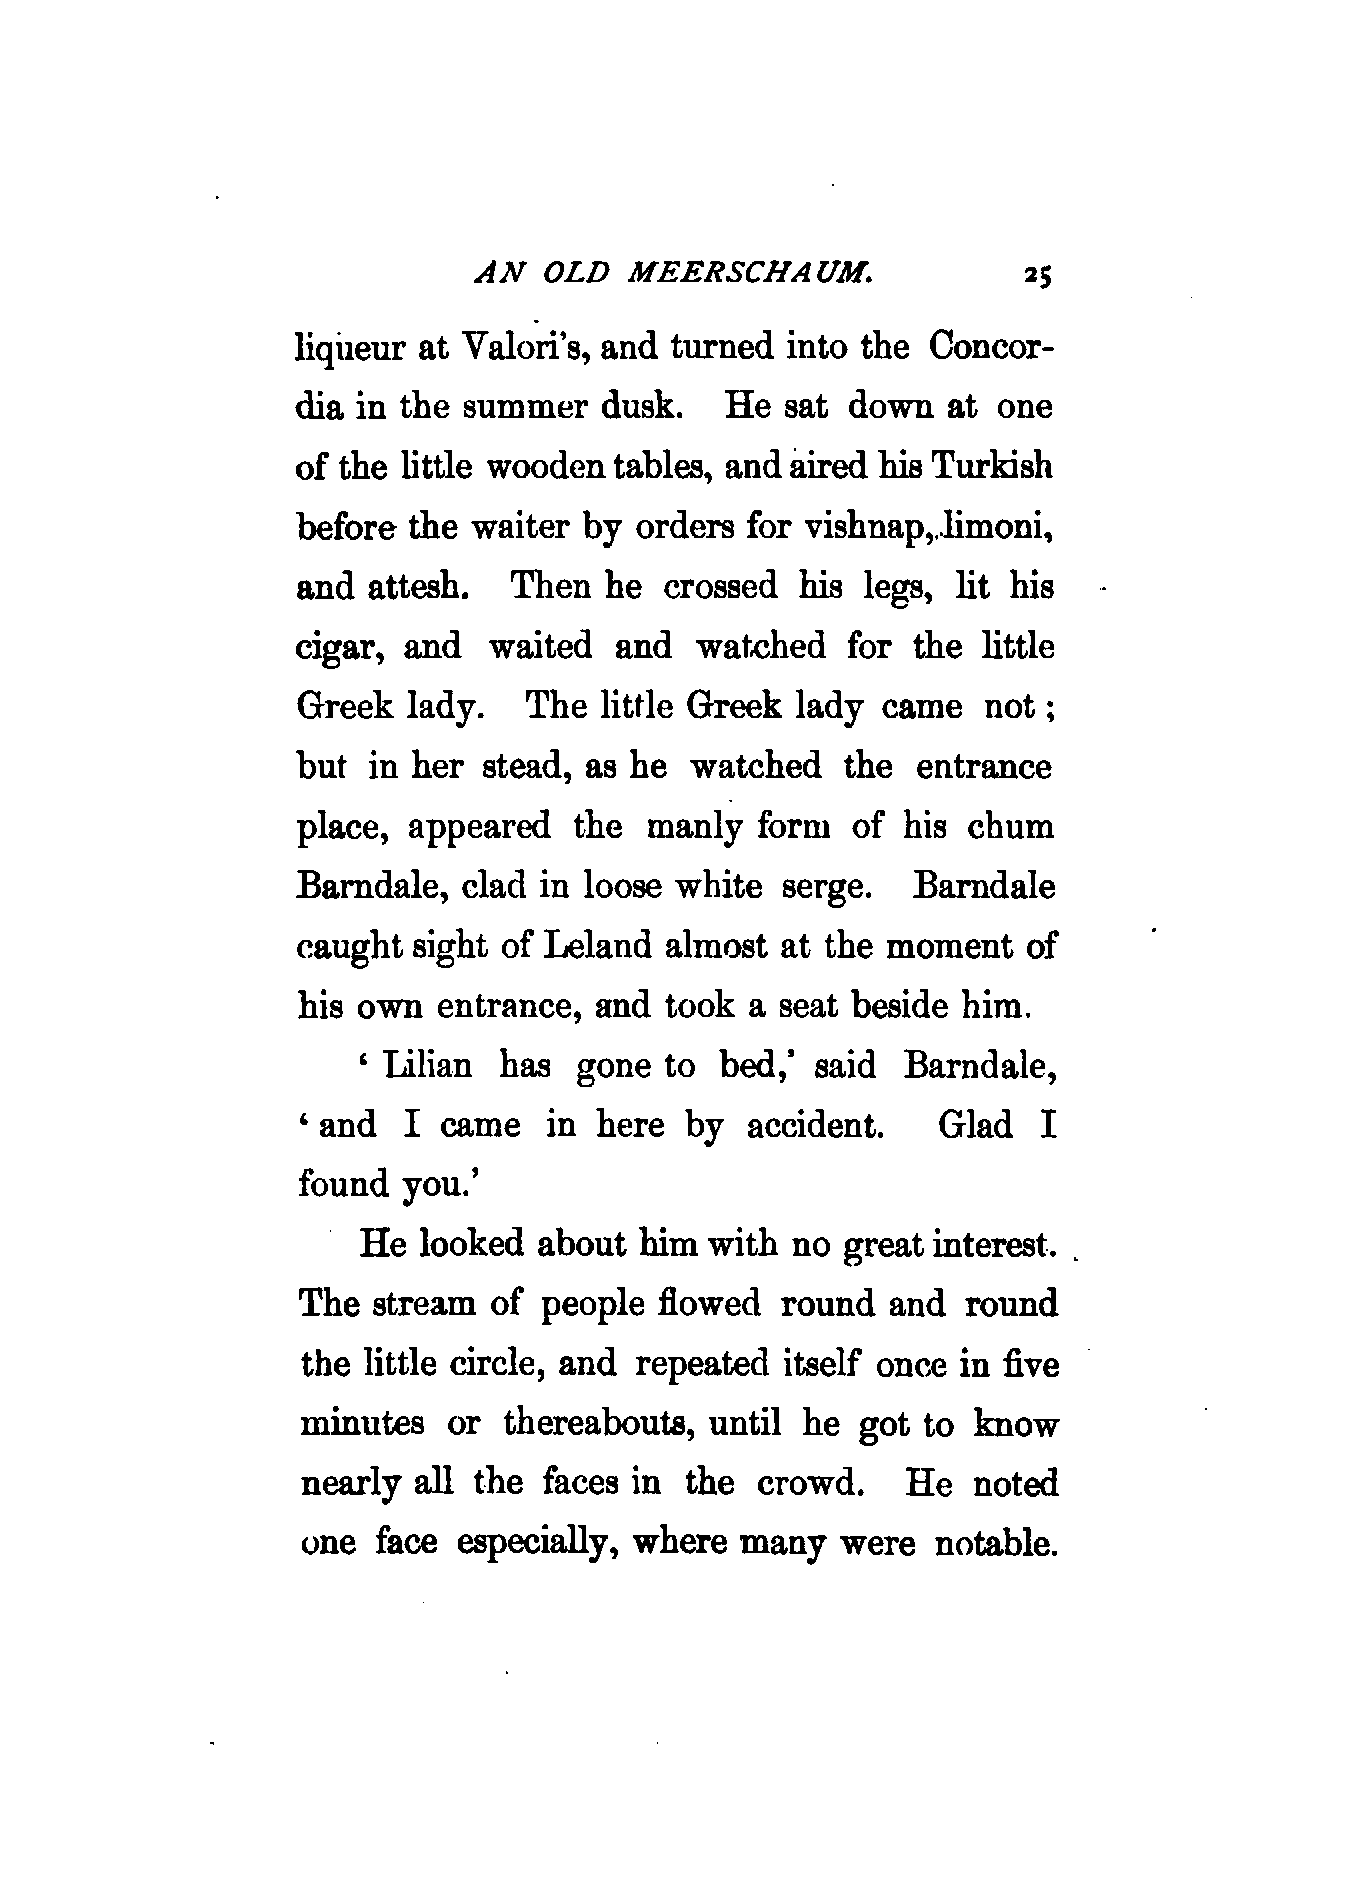 AN OLD MEERSCHAUM. 25
liqueur at Valori's, and turned into the Concor-
dia in the summer dusk. He sat down at one
of the little wooden tables, and aired his Turkish
before the waiter by orders for vishnap, limoni,
and attesh. Then he crossed his legs, lit his
cigar, and waited and watched for the little
Greek lady. The little Greek lady came not ;
but in her stead, as he watched the entrance
place, appeared the manly form of his chum
Barndale, clad in loose white serge. Barndale
caught sight of Leland almost at the moment of
his own entrance, and took a seat beside him.
‘ Lilian has gone to bed,’ said Barndale,
‘ and I came in here by accident. Glad I
found you.’
He looked about him with no great interest.
The stream of people flowed round and round
the little circle, and repeated itself once in five
minutes or thereabouts, until he got to know
nearly all the faces in the crowd. He noted
one face especially, where many were notable.